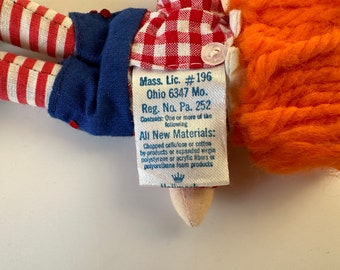 Mass. Lic. #196
Ohio 6347 Mo.
Reg. No. Pa. 252
Contents: One or more of the
following
All New Materials:
Chopped cellulose or cotton
by-products or expanded virgin
polystyrene or acrylic fibers or
polyurethane foam products